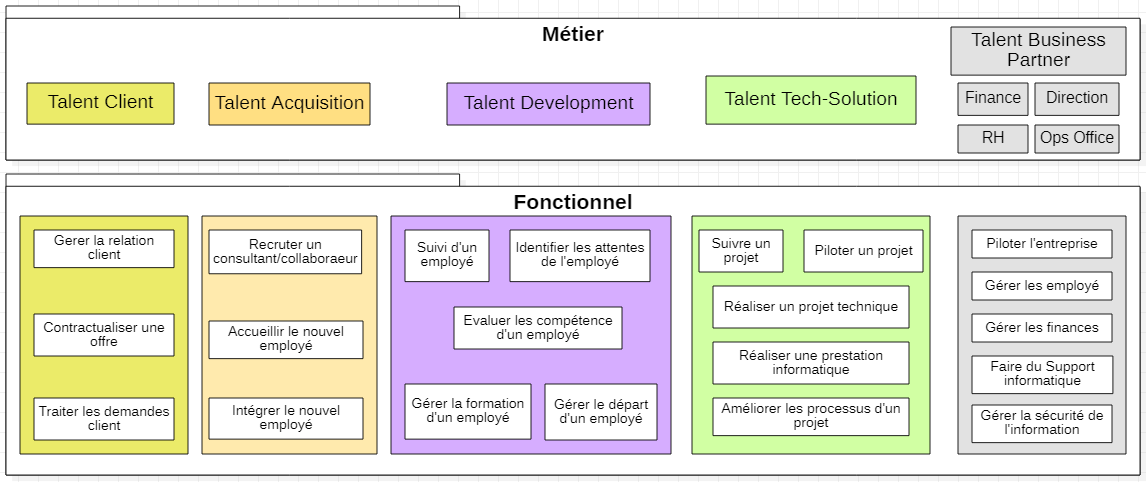 Métier
Talent Client
Talent Acquisition
Talent Development
Talent Tech-Solution
Talent Business
Partner
Finance
Direction
RH
Ops Office
Fonctionnel
Gerer la relation
client
Contractualiser une
offre
Traiter les demandes
client
Recruter un
consultant/collaboraeur
Accueillir le nouvel
employé
Intégrer le nouvel
employé
Suivi d'un
employé
Identifier les attentes
de l'employé
Evaluer les compétence
d'un employé
Gérer la formation
d'un employé
Gérer le départ
d'un employé
Suivre un
projet
Piloter un projet
Réaliser un projet technique
Réaliser une prestation
informatique
Améliorer les processus d'un
projet
Piloter l'entreprise
Gérer les employé
Gérer les finances
Faire du Support
informatique
Gérer la sécurité de
l'information